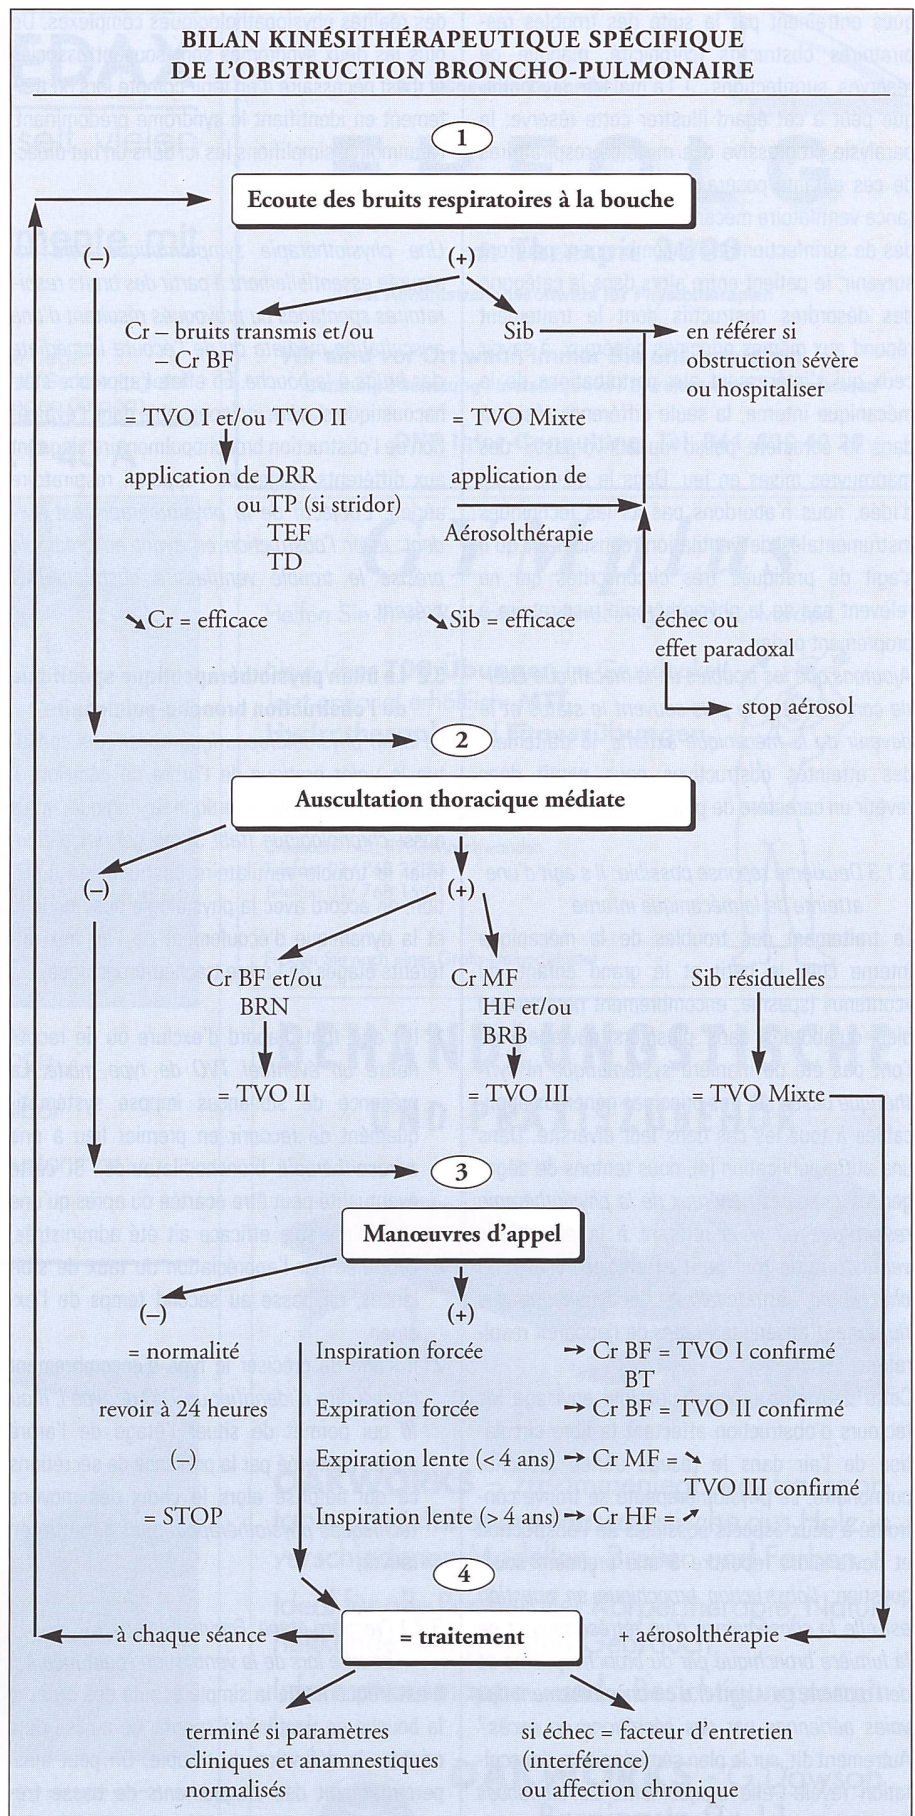 BILAN KINÉSITHÉRAPEUTIQUE SPÉCIFIQUE
DE L'OBSTRUCTION BRONCHO-PULMONAIRE
1
Ecoute des bruits respiratoires à la bouche
(–)
(+)
Cr – bruits transmis et/ou
Cr BF
Sib
en référer si
obstruction sévère
ou hospitaliser
= TVO I et/ou TVO II
= TVO Mixte
application de DRR
ou TP (si stridor)
TEF
TD
application de
Aérosolthérapie
↘Cr = efficace
↘Sib = efficace
échec ou
effet paradoxal
stop aérosol
2
Auscultation thoracique médiate
(–)
(+)
Cr BF et/ou
BRN
Cr MF
HF et/ou
BRB
Sib résiduelles
= TVO II
= TVO III
= TVO Mixte
3
Manœuvres d'appel
(–)
(+)
= normalité
Inspiration forcée → Cr BF = TVO I confirmé
BT
revoir à 24 heures
Expiration forcée → Cr BF = TVO II confirmé
(–)
Expiration lente (< 4 ans) → Cr MF = ↘
TVO III confirmé
= STOP
Inspiration lente (> 4 ans) → Cr HF = ↗
4
à chaque séance
= traitement
+ aérosolthérapie
terminé si paramètres
cliniques et anamnestiques
normalisés
si échec = facteur d'entretien
(interférence)
ou affection chronique